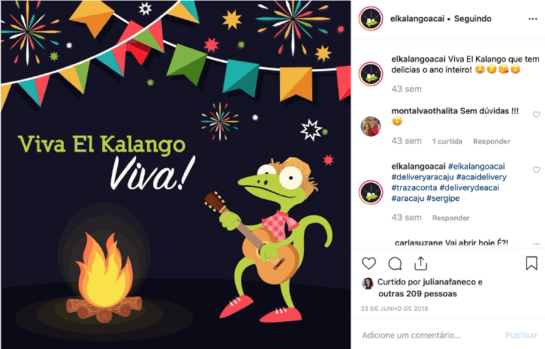 Viva El Kalango
Viva!
elkalangoacai • Seguindo
elkalangoacai Viva El Kalango que tem
delícias o ano inteiro!
43 sem
montalvaothalita Sem dúvidas !!!
43 sem 1 curtida Responder
elkalangoacai #elkalangoacai
#deliveryaracaju #acaidelivery
#trazaconta #deliverydeacai
#aracaju #sergipe
43 sem Responder
carlasuzane Vai abrir hoje É?!
Curtido por julianafaneco e
outras 209 pessoas
23 DE JUNHO DE 2018
Adicione um comentário... Publicar